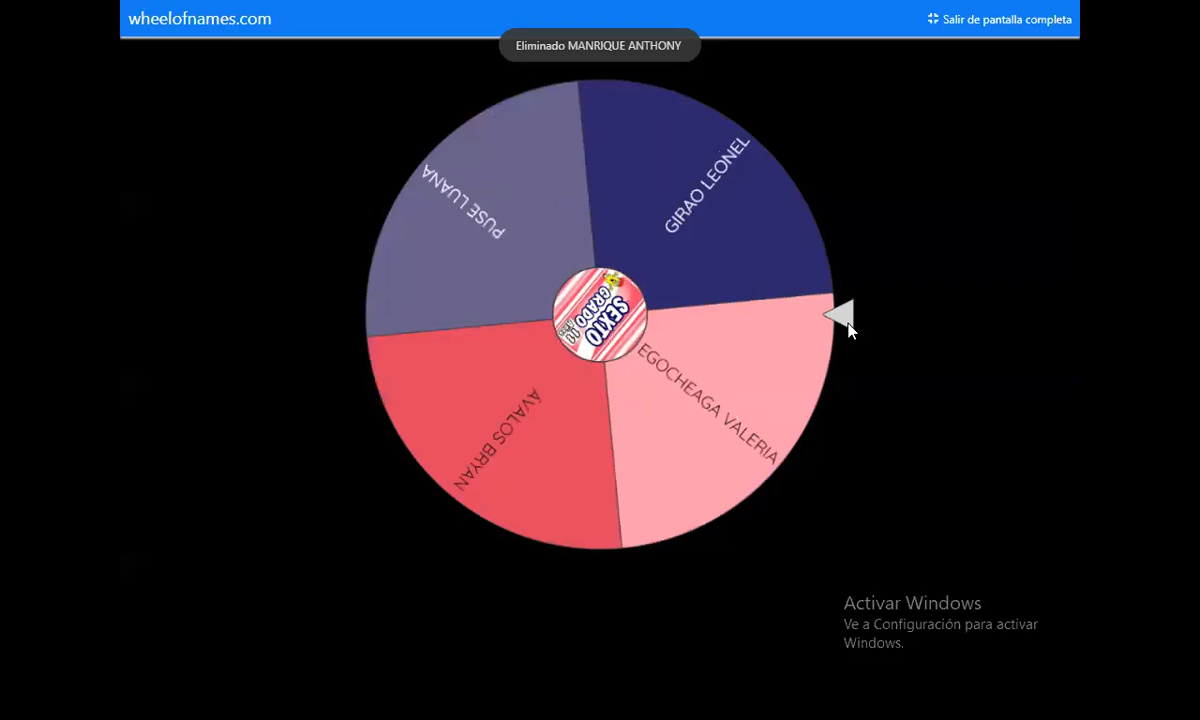 wheelofnames.com
Salir de pantalla completa
Eliminado MANRIQUE ANTHONY
PUSE LUANA
GIRAO LEONEL
EGOCHEAGA VALERIA
ÁVALOS BRYAN
SEXTO
GRADO
Activar Windows
Ve a Configuración para activar
Windows.